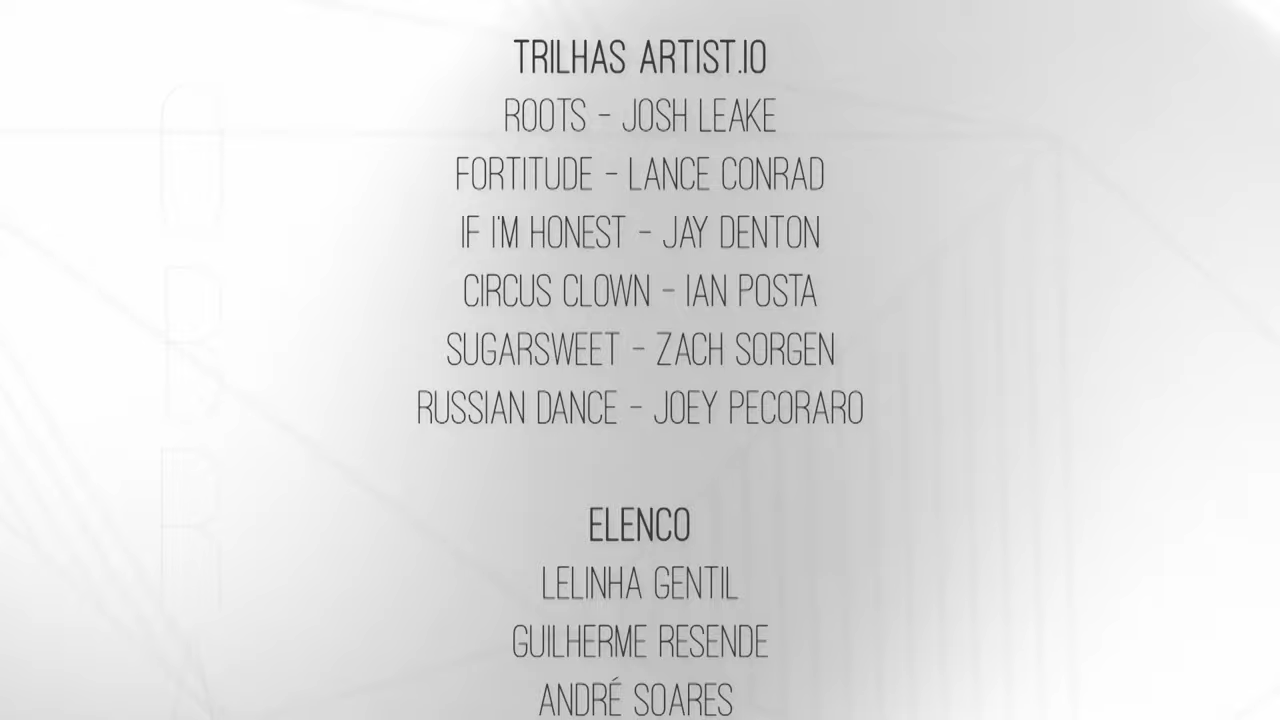 TRILHAS ARTIST.IO
ROOTS - JOSH LEAKE
FORTITUDE - LANCE CONRAD
IF I'M HONEST - JAY DENTON
CIRCUS CLOWN - IAN POSTA
SUGARSWEET - ZACH SORGEN
RUSSIAN DANCE - JOEY PECORARO
ELENCO
LELINHA GENTIL
GUILHERME RESENDE
ANDRÉ SOARES